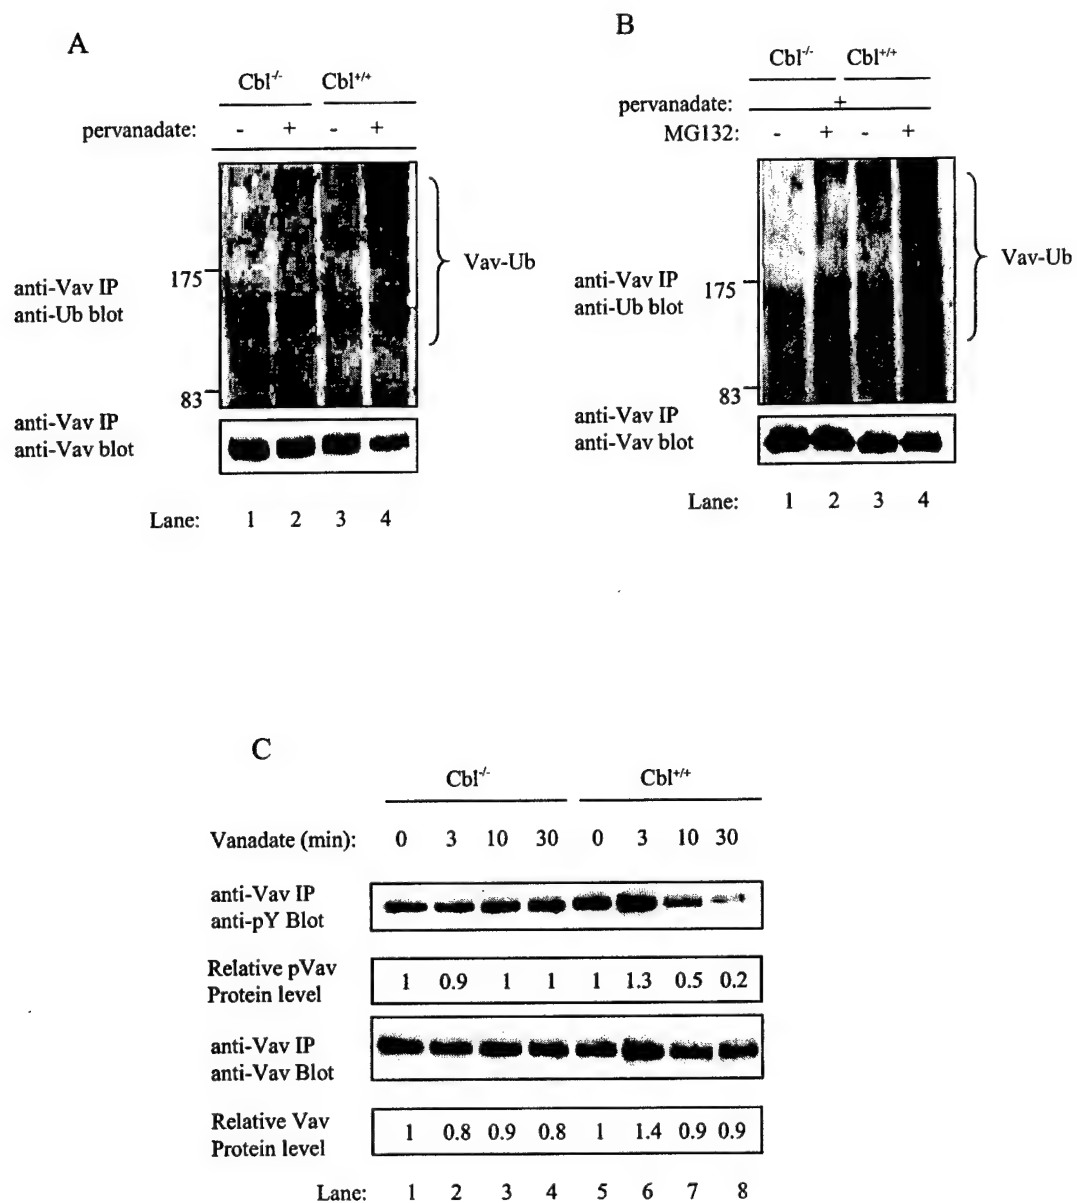 A
Cbl-/- Cbl+/+
pervanadate: - + - +
175
anti-Vav IP
anti-Ub blot
Vav-Ub
83
anti-Vav IP
anti-Vav blot
Lane: 1 2 3 4
B
Cbl-/- Cbl+/+
pervanadate: +
MG132: - + - +
anti-Vav IP
anti-Ub blot
175
Vav-Ub
83
anti-Vav IP
anti-Vav blot
Lane: 1 2 3 4
C
Cbl-/- Cbl+/+
Vanadate (min): 0 3 10 30 0 3 10 30
anti-Vav IP
anti-pY Blot
Relative pVav
Protein level
1 0.9 1 1 1 1.3 0.5 0.2
anti-Vav IP
anti-Vav Blot
Relative Vav
Protein level
1 0.8 0.9 0.8 1 1.4 0.9 0.9
Lane: 1 2 3 4 5 6 7 8